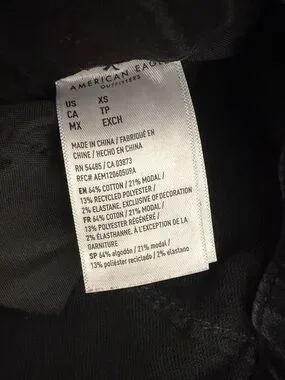 AMERICAN EAGLE
OUTFITTERS
US XS
CA TP
MX EXCH
MADE IN CHINA / FABRIQUÉ EN
CHINE / HECHO EN CHINA
RN 54485 / CA 03873
RFC# AEM12060509A
EN 64% COTTON / 21% MODAL /
13% RECYCLED POLYESTER /
2% ELASTANE. EXCLUSIVE OF DECORATION
FR 64% COTON / 21% MODAL /
13% POLYESTER RÉGÉNÉRÉ /
2% ÉLASTHANNE. À L'EXCEPTION DE LA
GARNITURE
SP 64% algodón / 21% modal /
13% poliéster reciclado / 2% elastano